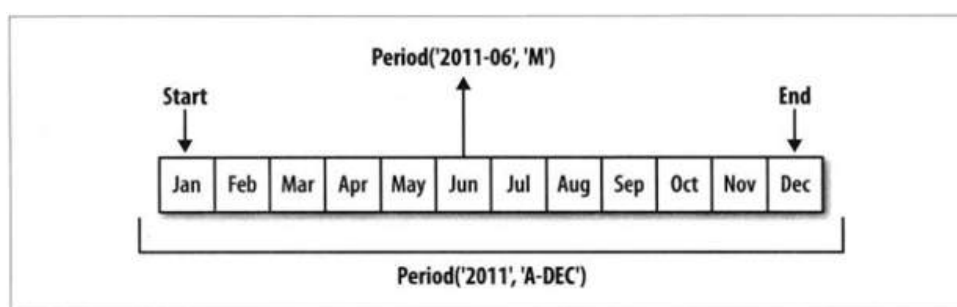 Period('2011-06', 'M')
Start End
Jan Feb Mar Apr May Jun Jul Aug Sep Oct Nov Dec
Period('2011', 'A-DEC')